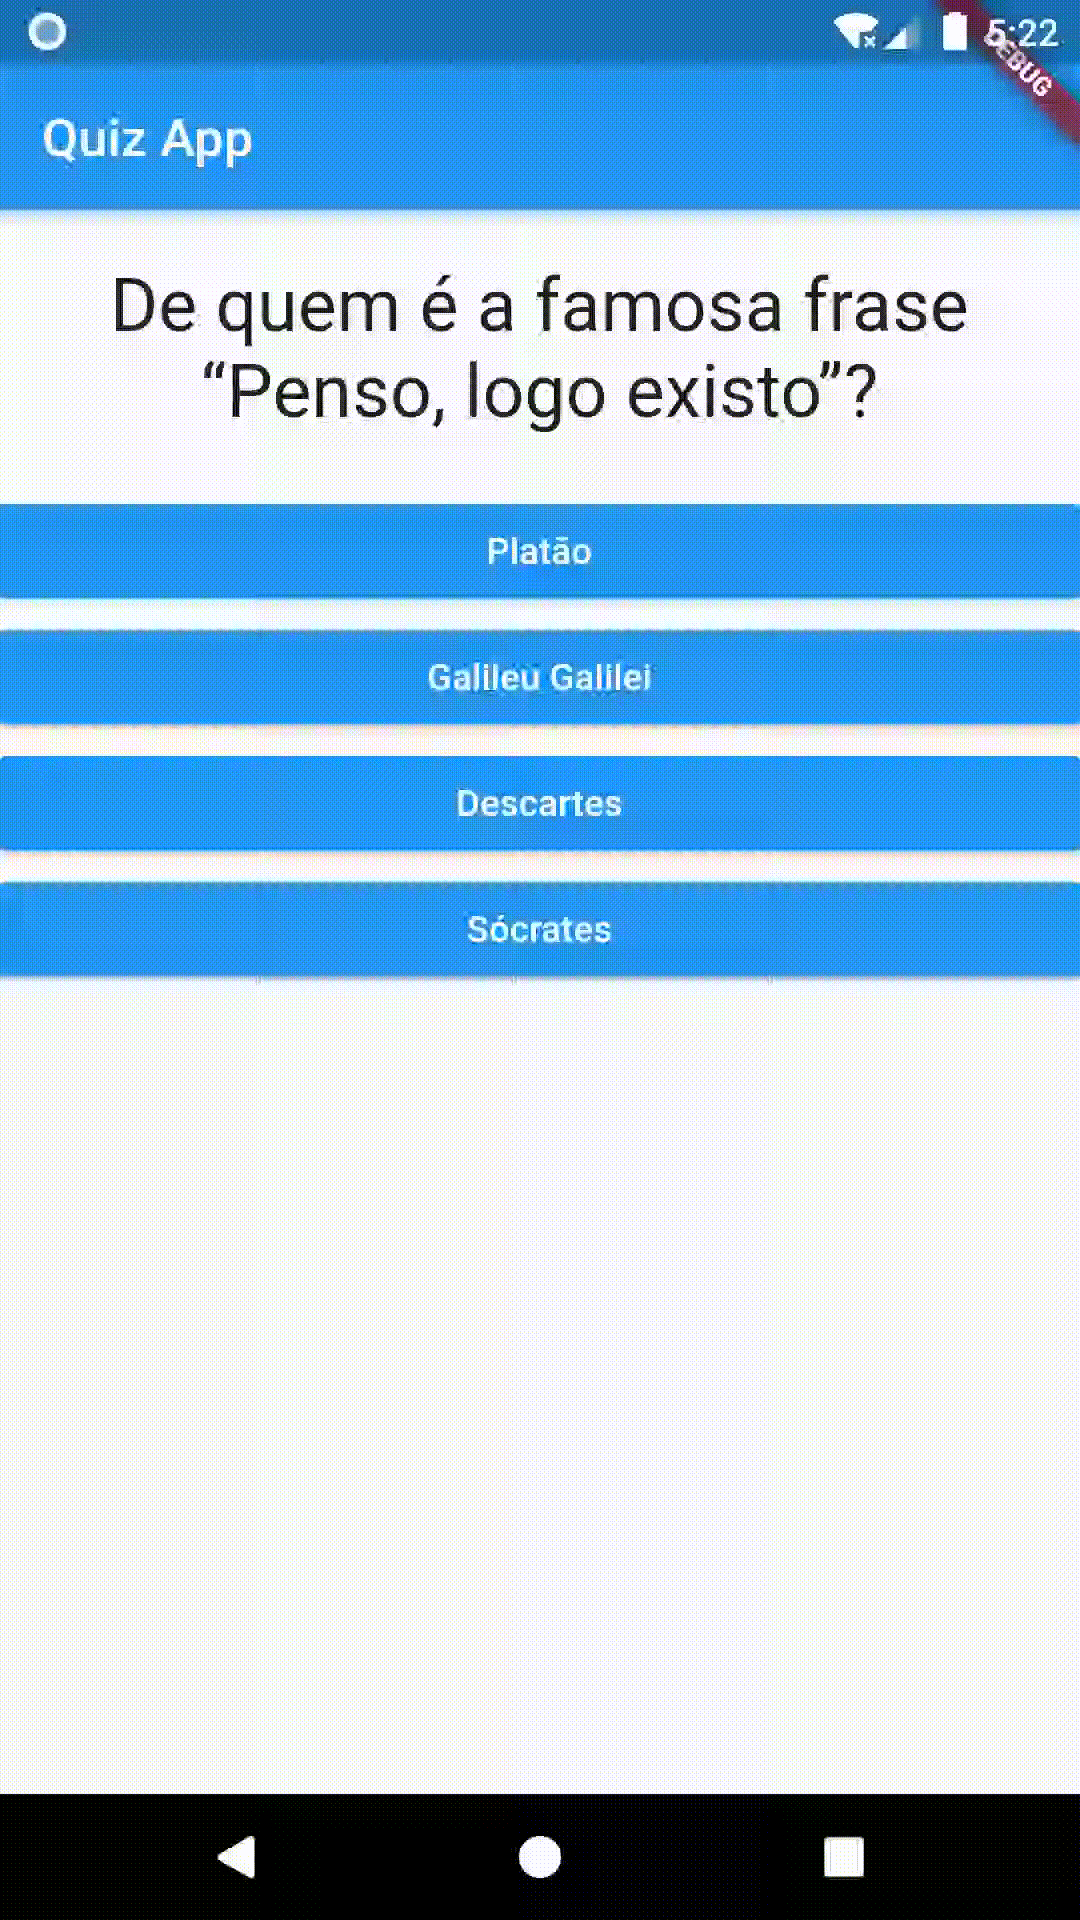 5:22
DEBUG
Quiz App
De quem é a famosa frase
“Penso, logo existo”?
Platão
Galileu Galilei
Descartes
Sócrates